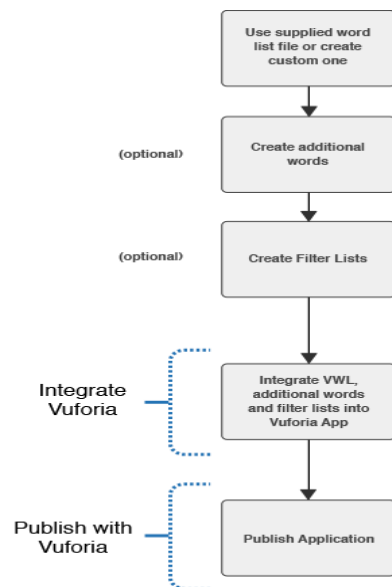 Use supplied word
list file or create
custom one
(optional)
Create additional
words
(optional)
Create Filter Lists
Integrate
Vuforia
Integrate VWL,
additional words
and filter lists into
Vuforia App
Publish with
Vuforia
Publish Application